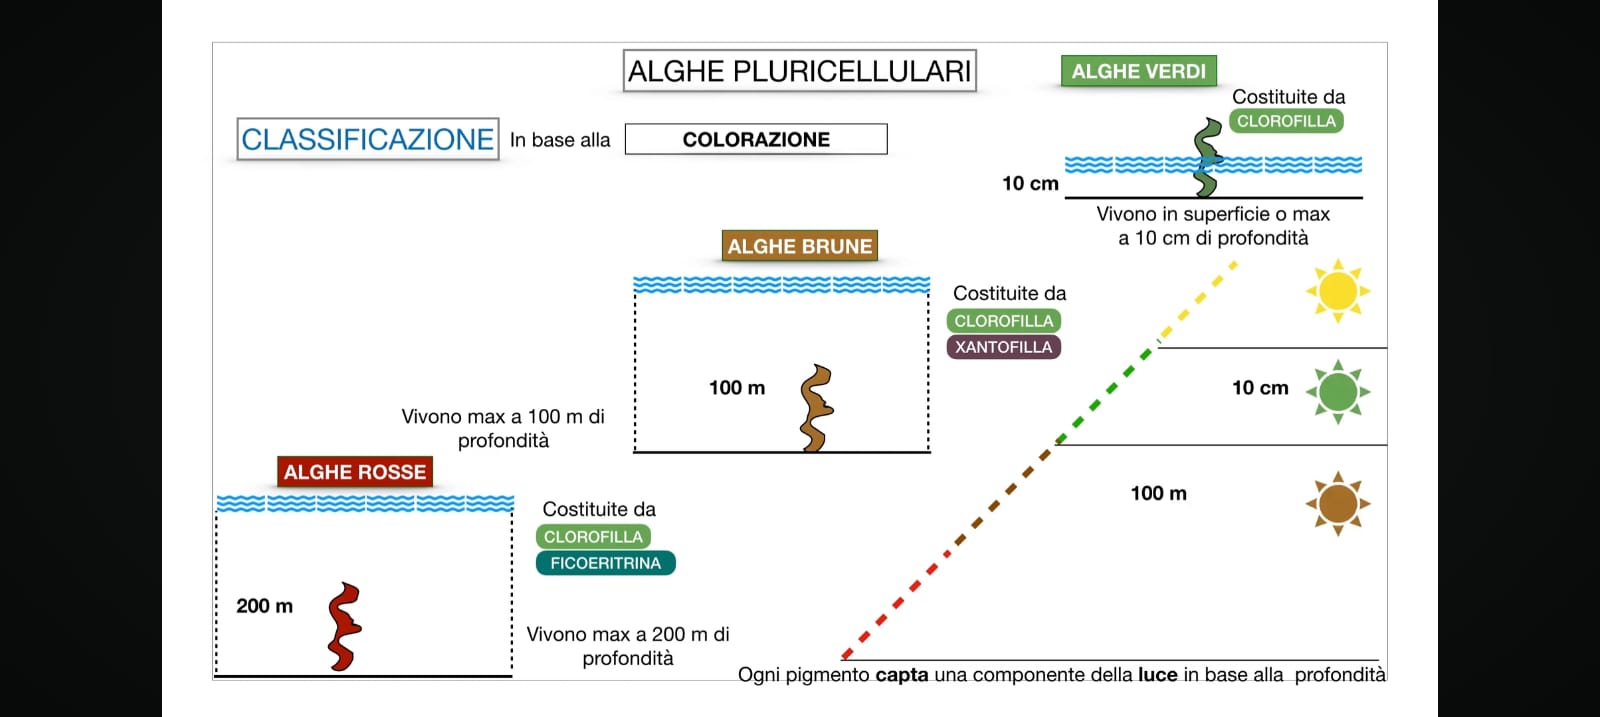 ALGHE PLURICELLULARI
ALGHE VERDI
Costituite da
CLOROFILLA
CLASSIFICAZIONE In base alla COLORAZIONE
10 cm
Vivono in superficie o max
a 10 cm di profondità
ALGHE BRUNE
Costituite da
CLOROFILLA
XANTOFILLA
100 m
Vivono max a 100 m di
profondità
10 cm
100 m
ALGHE ROSSE
Costituite da
CLOROFILLA
FICOERITRINA
200 m
Vivono max a 200 m di
profondità
Ogni pigmento capta una componente della luce in base alla profondità